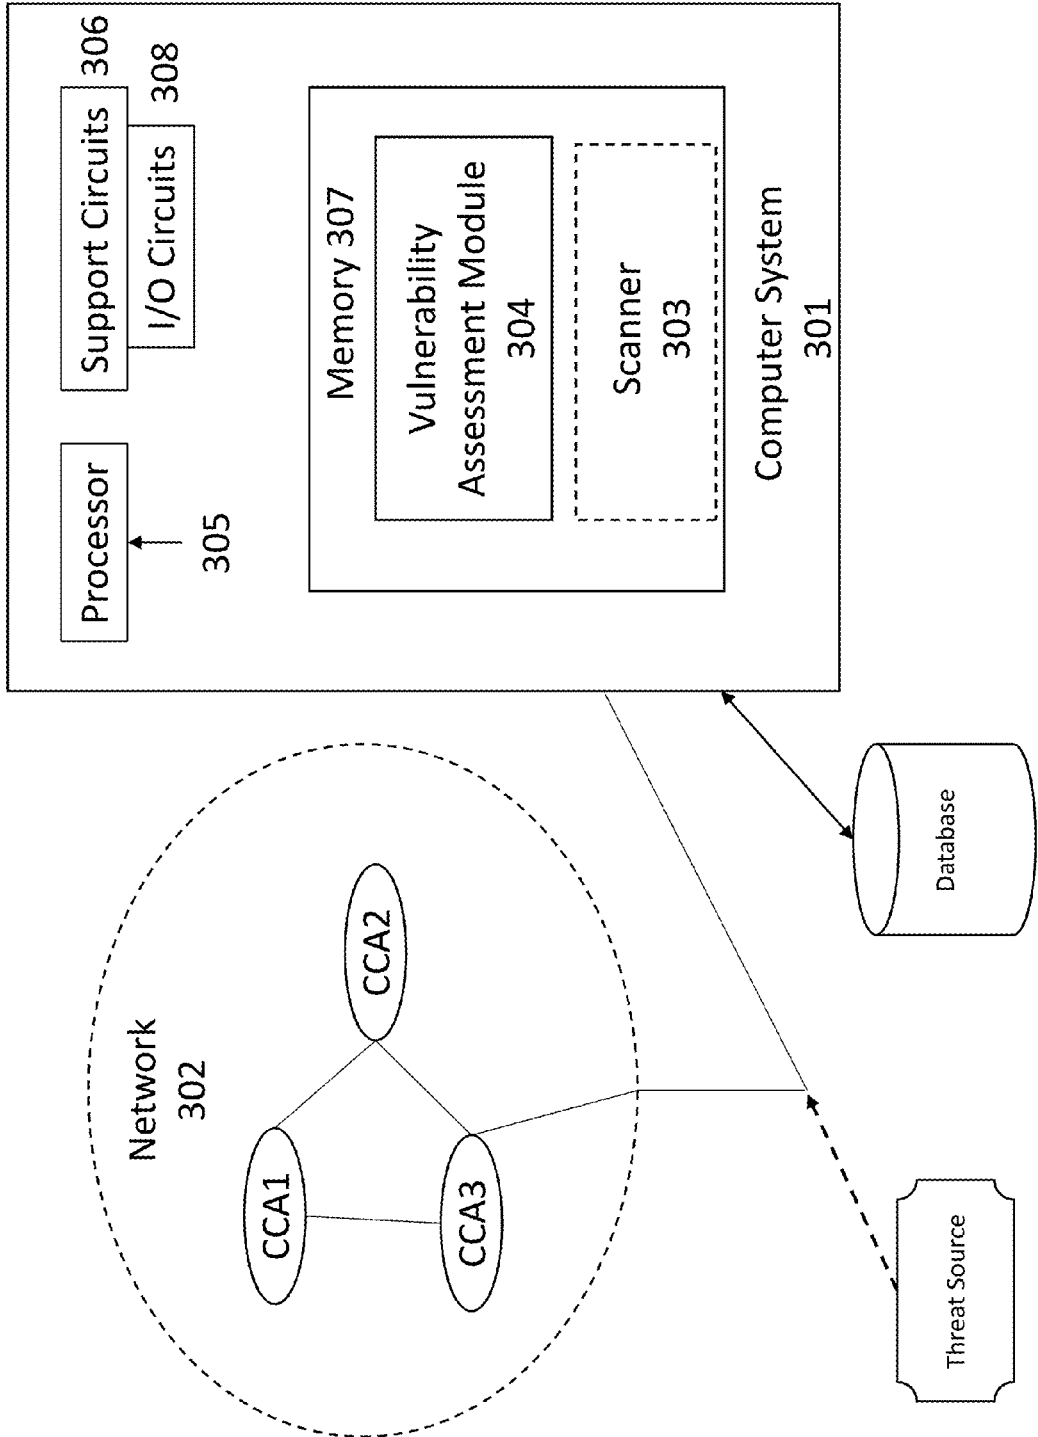 Network
302
CCA1
CCA2
CCA3
Threat Source
Database
Processor
305
Support Circuits
306
I/O Circuits
308
Memory 307
Vulnerability
Assessment Module
304
Scanner
303
Computer System
301